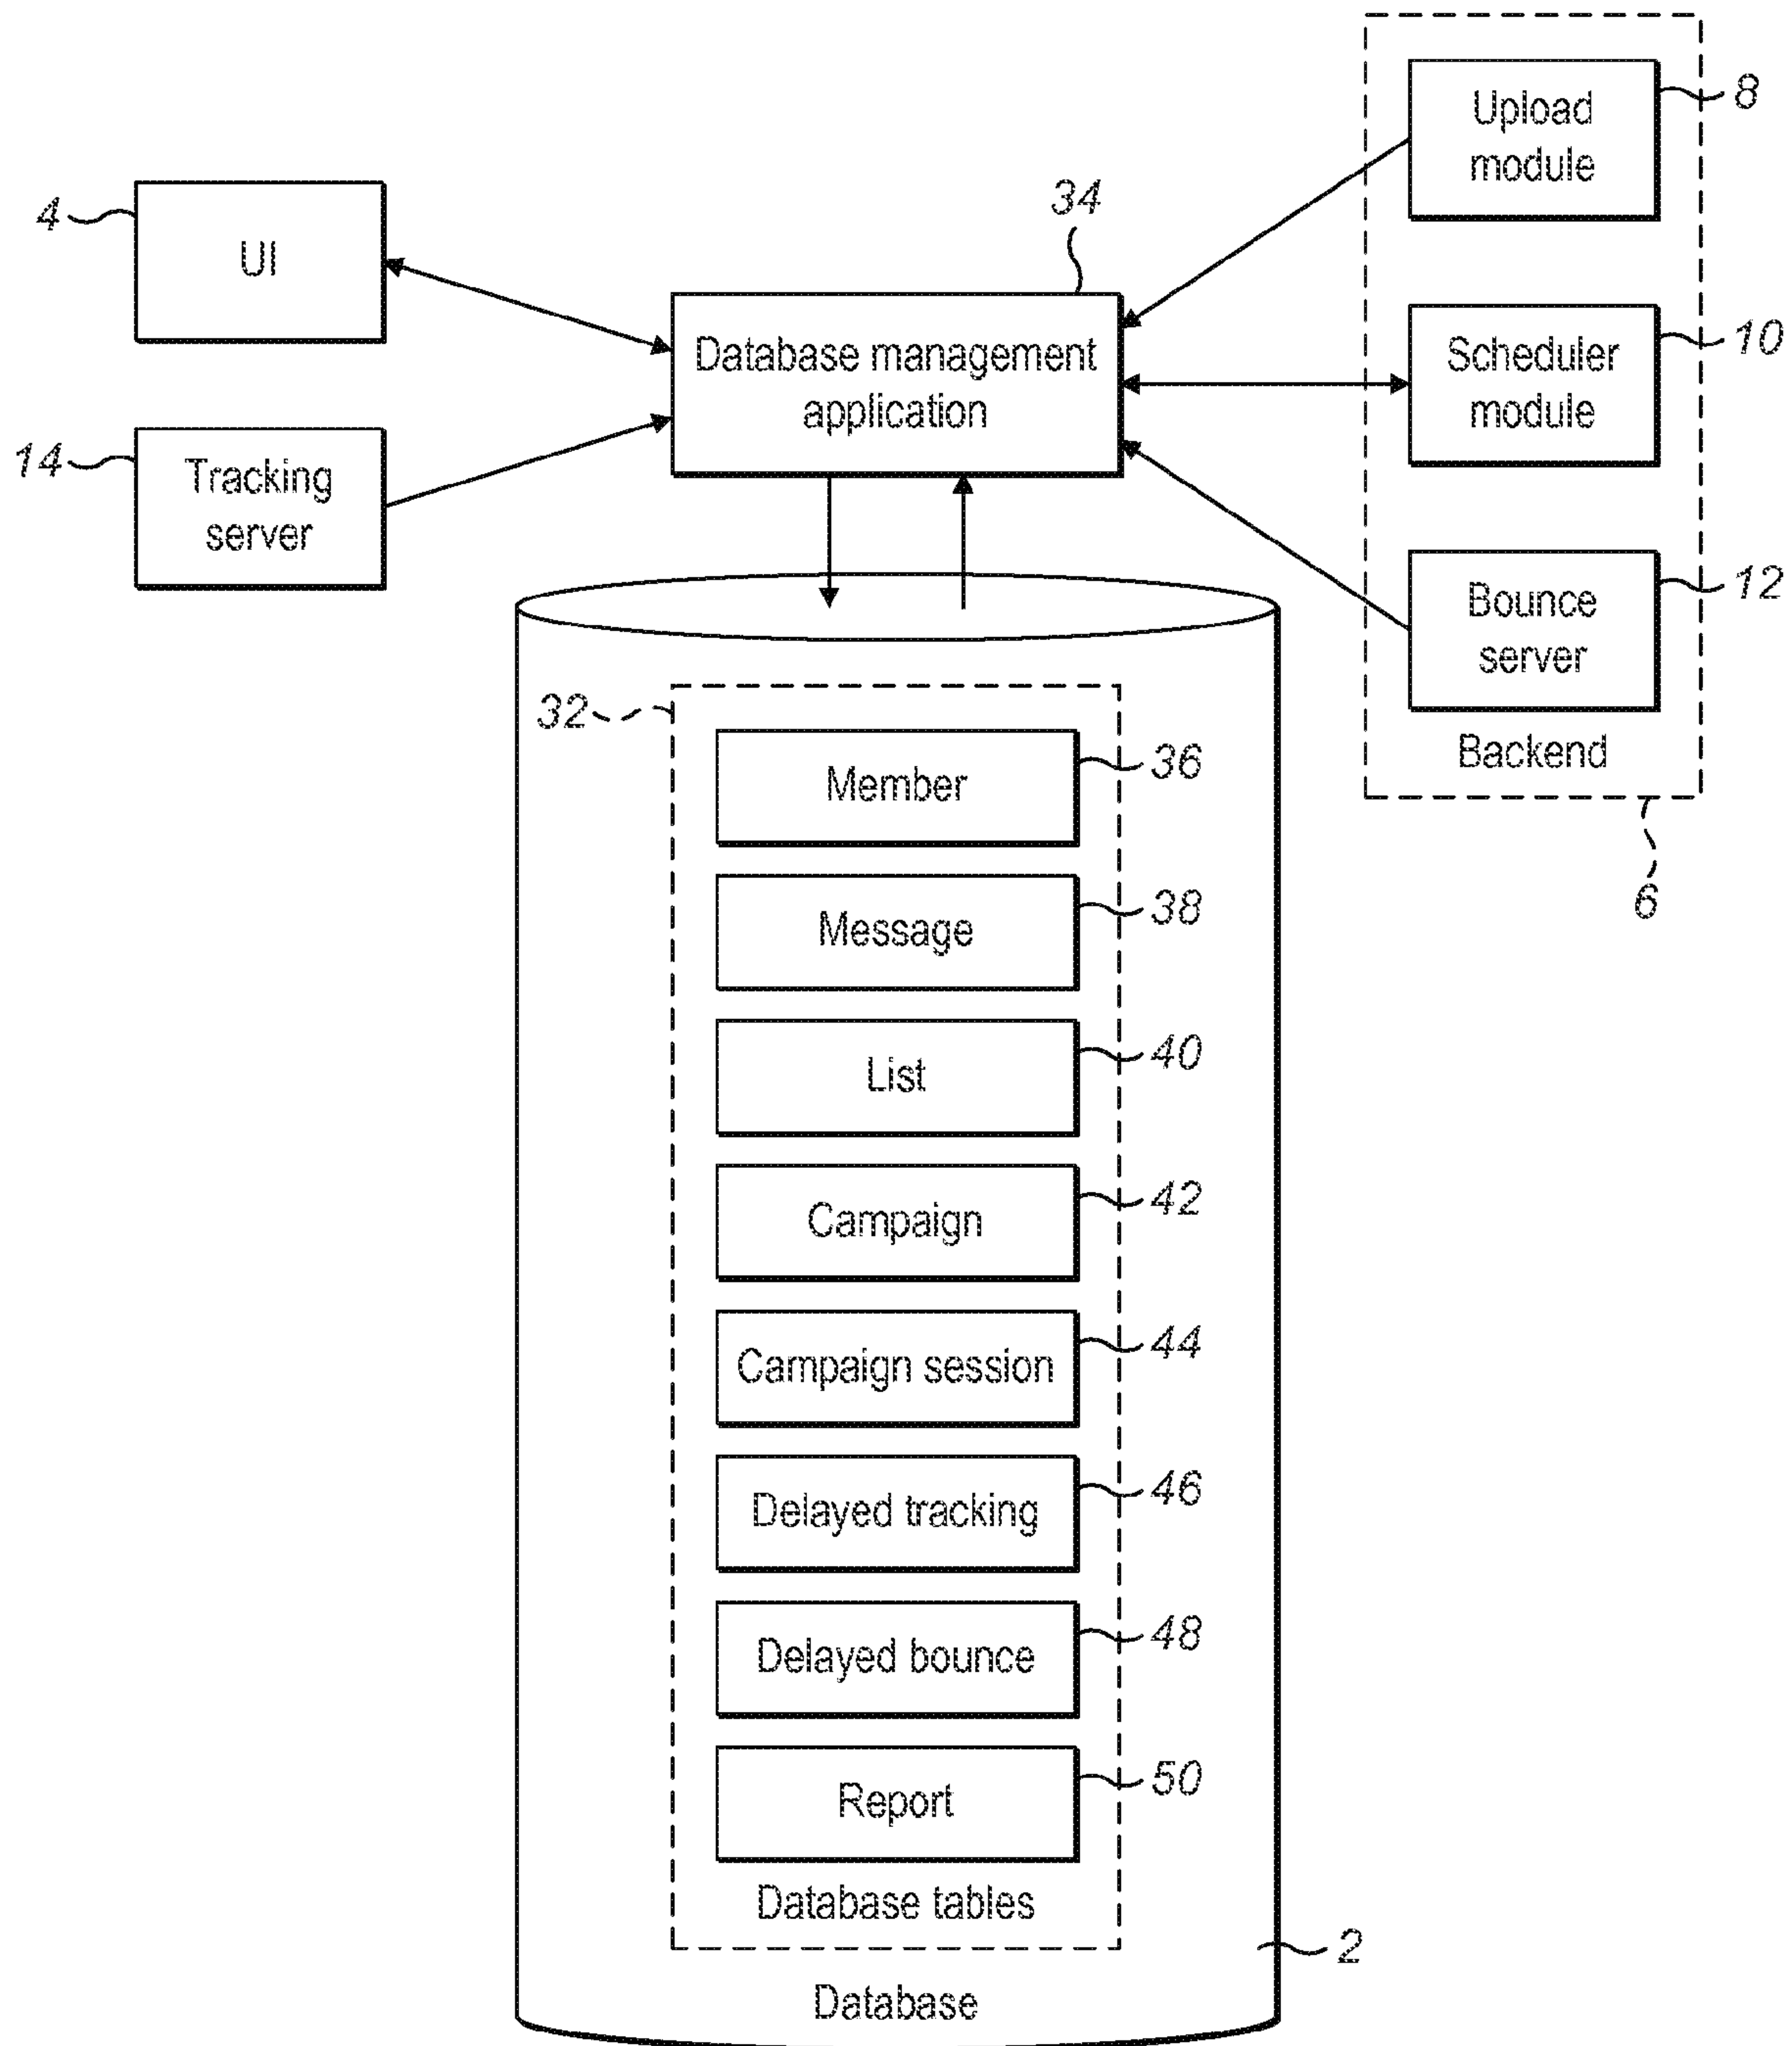 8
Upload
module
34
4
UI
Database management
application
10
Scheduler
module
14
Tracking
server
12
Bounce
server
Backend
6
32
Member
36
Message
38
List
40
Campaign
42
Campaign session
44
Delayed tracking
46
Delayed bounce
48
Report
50
Database tables
2
Database